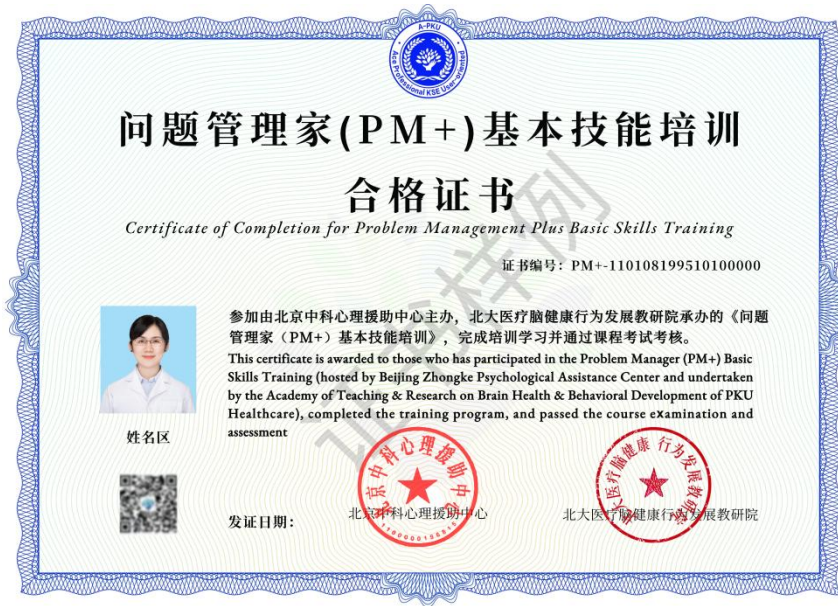 A-PKU
Ace Professional KSE User-oriented
问题管理家(PM+)基本技能培训
合格证书
Certificate of Completion for Problem Management Plus Basic Skills Training
证书编号：PM+-110108199510100000
参加由北京中科心理援助中心主办，北大医疗脑健康行为发展教研院承办的《问题
管理家（PM+）基本技能培训》，完成培训学习并通过课程考试考核。
This certificate is awarded to those who has participated in the Problem Manager (PM+) Basic
Skills Training (hosted by Beijing Zhongke Psychological Assistance Center and undertaken
by the Academy of Teaching & Research on Brain Health & Behavioral Development of PKU
Healthcare), completed the training program, and passed the course examination and
assessment
证书样例
姓名区
发证日期：
北京中科心理援助中心
北京中科心理援助中心
北大医疗脑健康 行为发展教研院
北大医疗脑健康行为发展教研院